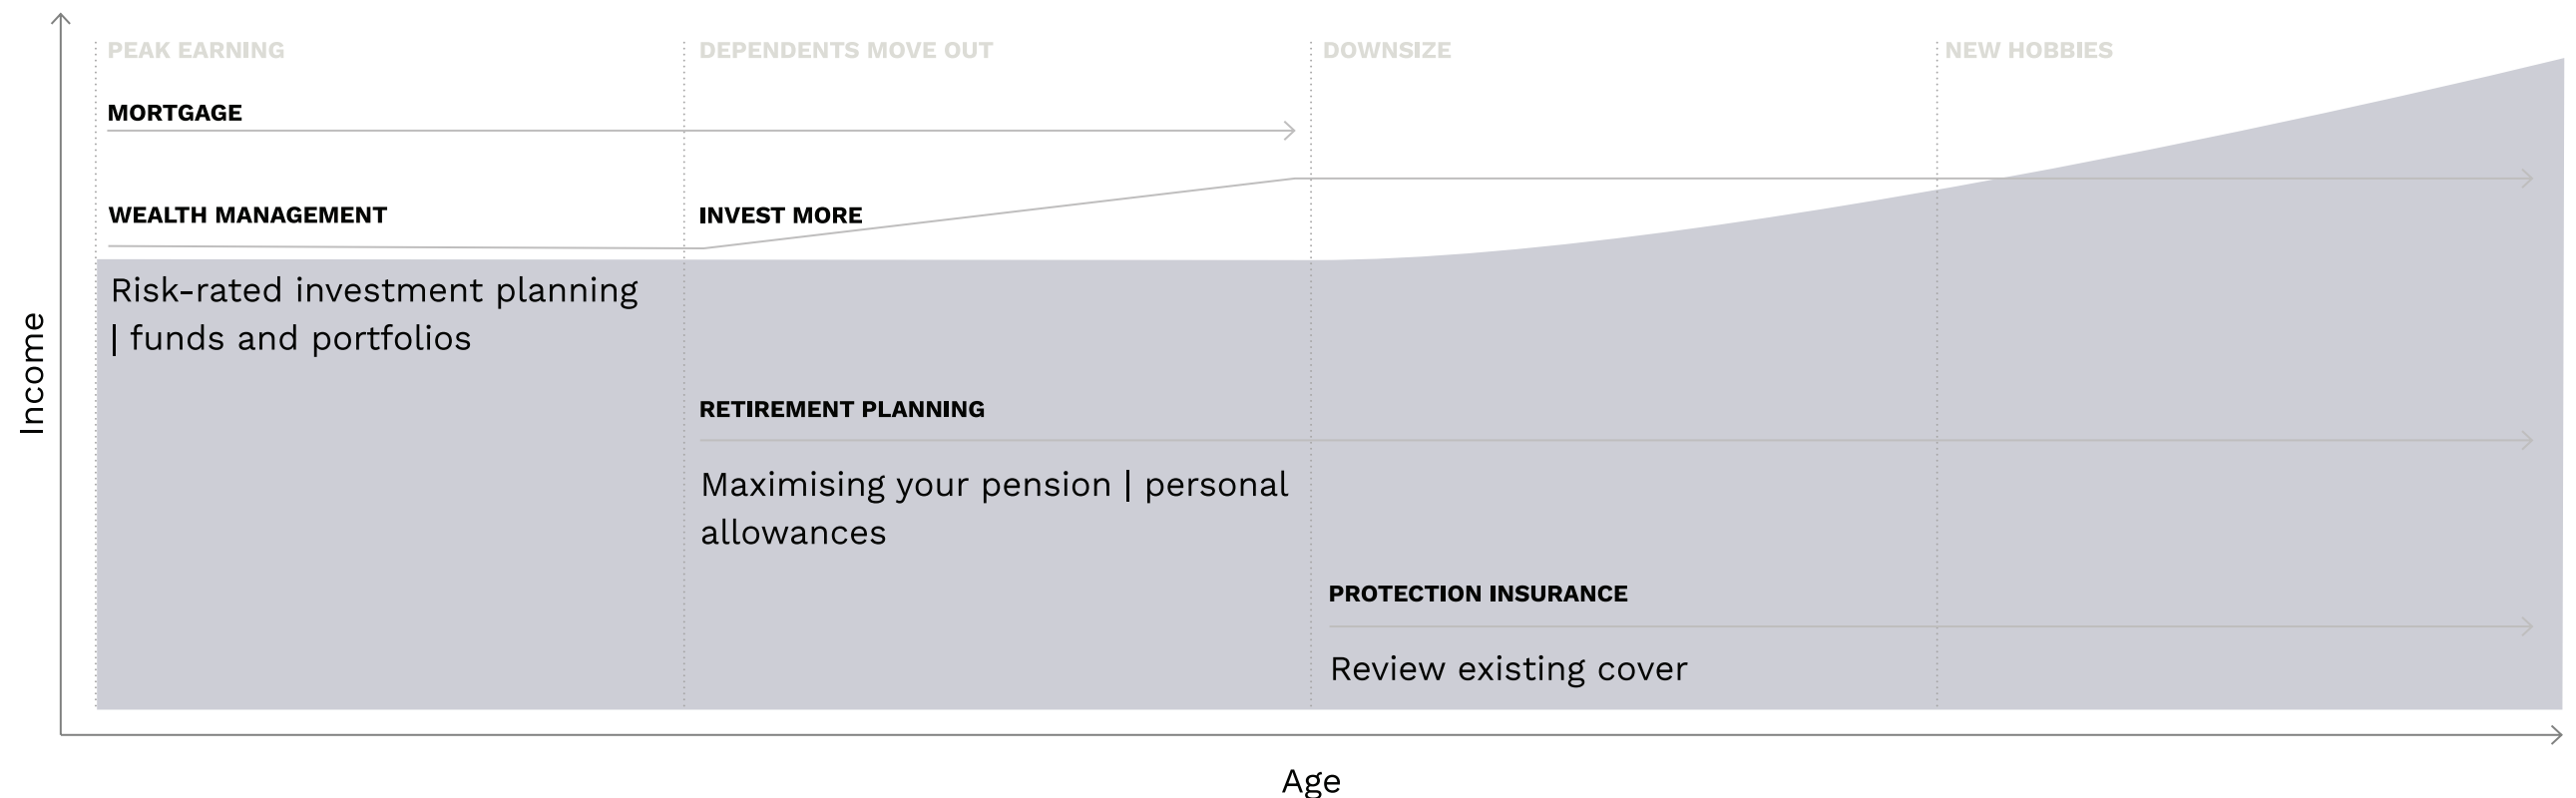 PEAK EARNING
DEPENDENTS MOVE OUT
DOWNSIZE
NEW HOBBIES
MORTGAGE
WEALTH MANAGEMENT
INVEST MORE
Risk-rated investment planning
| funds and portfolios
RETIREMENT PLANNING
Maximising your pension | personal
allowances
PROTECTION INSURANCE
Review existing cover
Income
Age